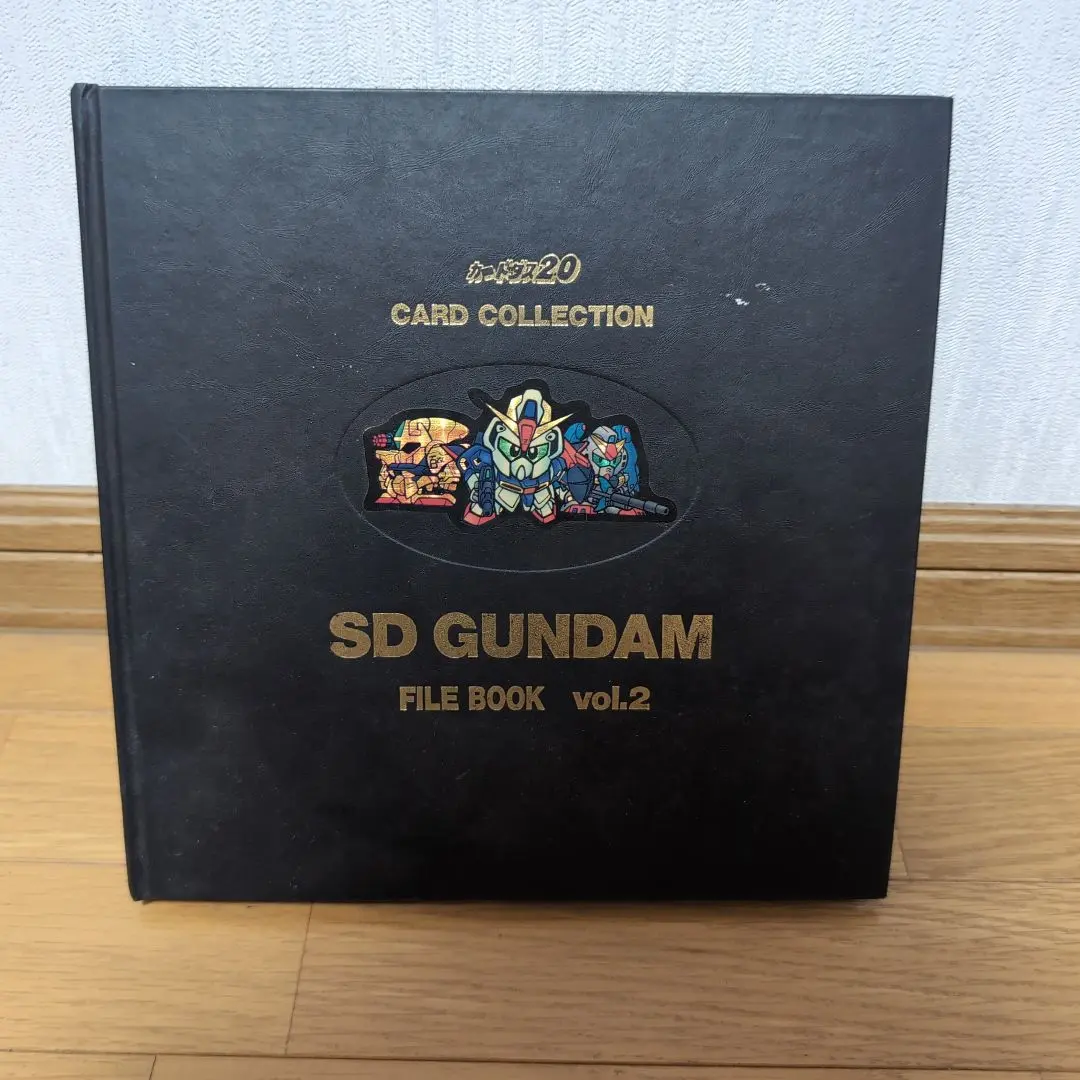 カードダス20
CARD COLLECTION
SD GUNDAM
FILE BOOK vol.2